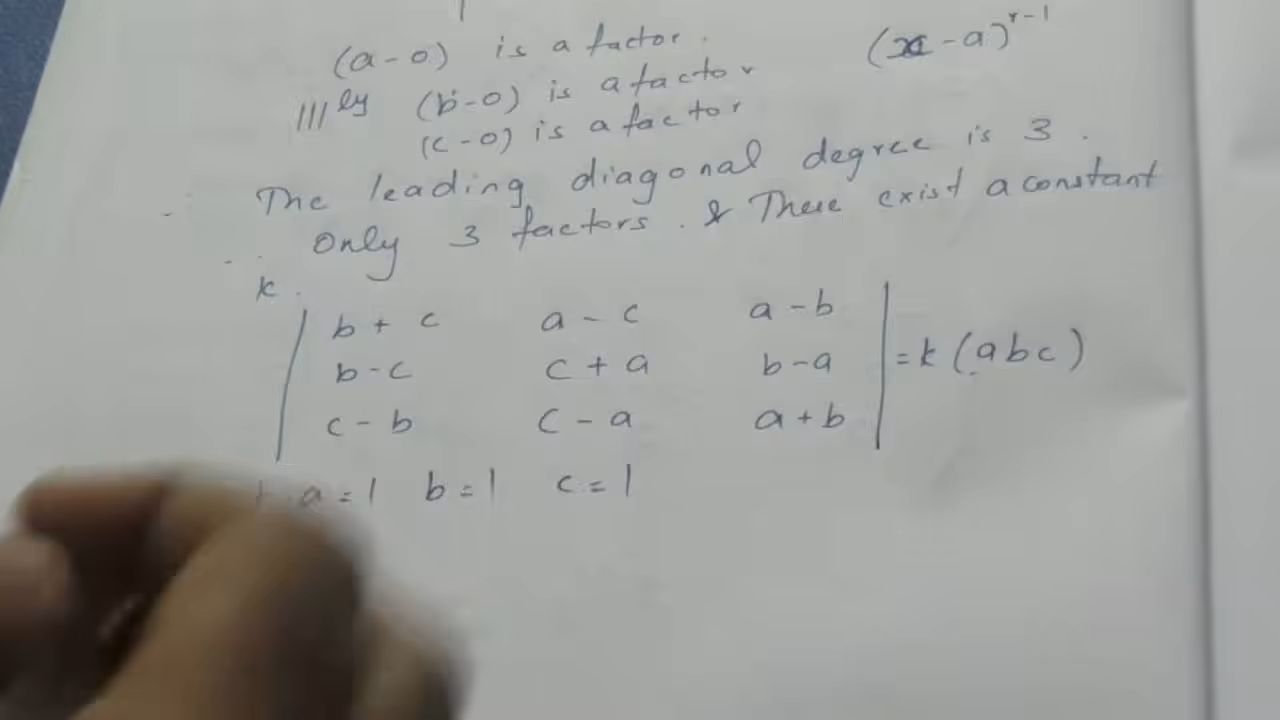 (a-0) is a factor. (x-a)^{r-1}
|||ly (b-0) is a factor
(c-0) is a factor
The leading diagonal degree is 3.
∴ only 3 factors. & There exist a constant
k.
| b+c a-c a-b |
| b-c c+a b-a | = k(abc)
| c-b c-a a+b |
a=1 b=1 c=1